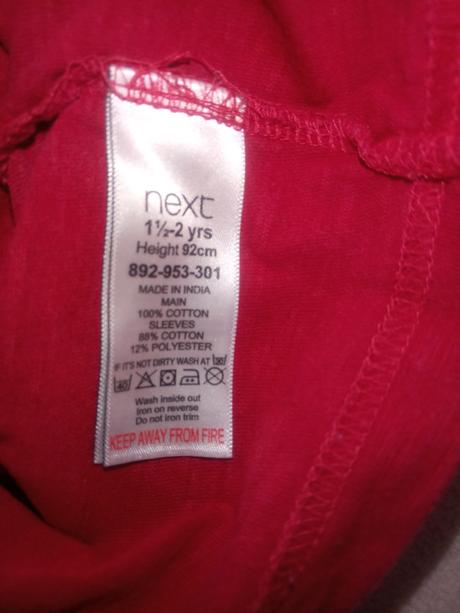 next
1½-2 yrs
Height 92cm
892-953-301
MADE IN INDIA
MAIN
100% COTTON
SLEEVES
88% COTTON
12% POLYESTER
IF IT'S NOT DIRTY WASH AT 30
40
Wash inside out
Iron on reverse
Do not iron trim
KEEP AWAY FROM FIRE